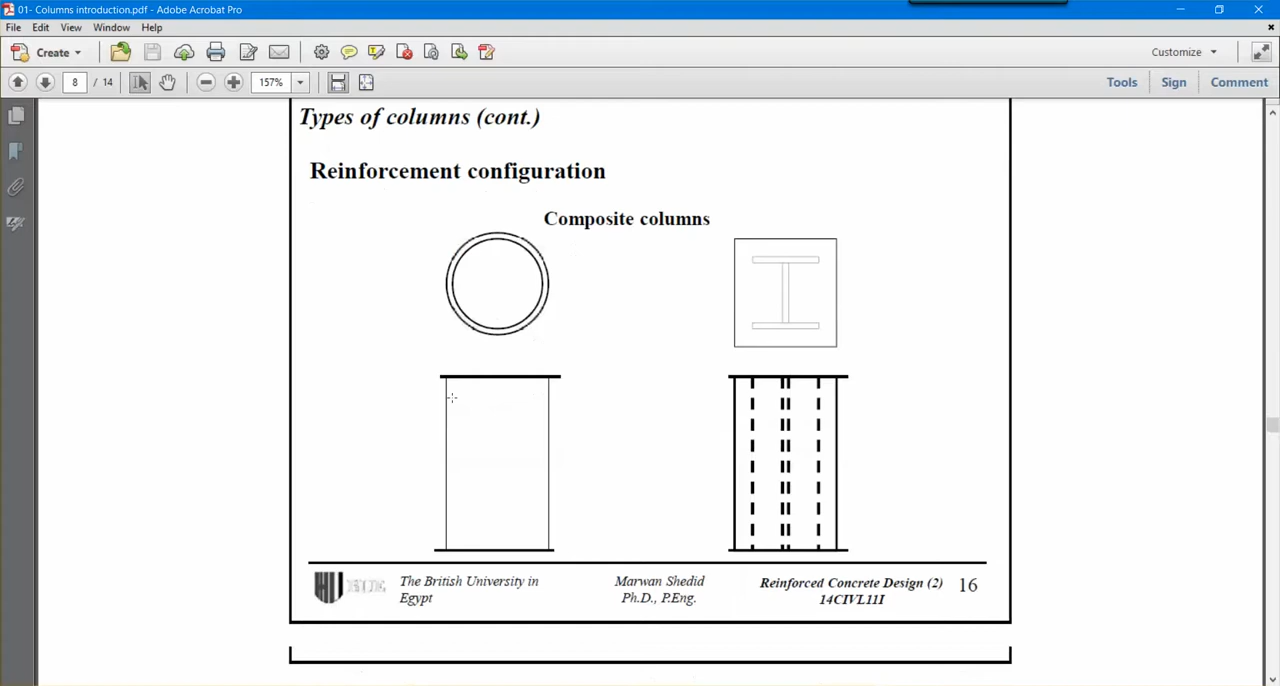 01- Columns introduction.pdf - Adobe Acrobat Pro
File Edit View Window Help
Create Customize
8 / 14 157% Tools Sign Comment
Types of columns (cont.)
Reinforcement configuration
Composite columns
The British University in
Egypt
Marwan Shedid
Ph.D., P.Eng.
Reinforced Concrete Design (2)
14CIVL11I
16